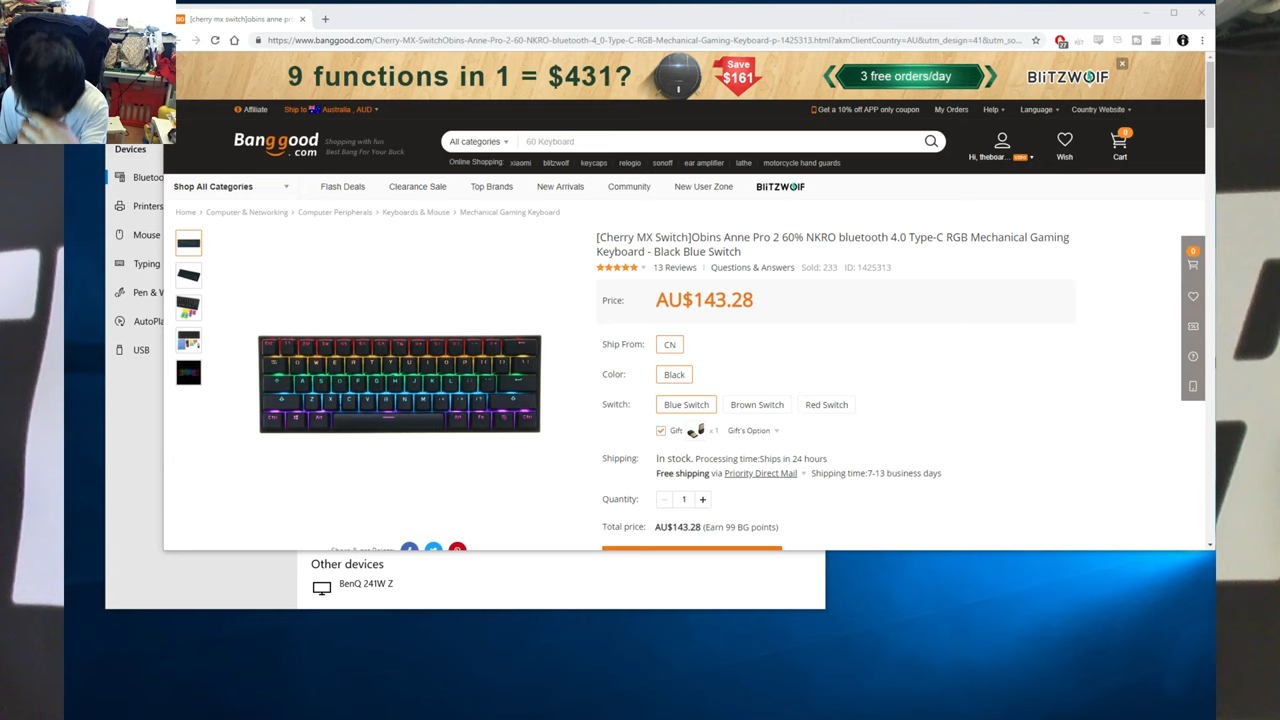 [cherry mx switch]obins anne pr
https://www.banggood.com/Cherry-MX-SwitchObins-Anne-Pro-2-60-NKRO-bluetooth-4_0-Type-C-RGB-Mechanical-Gaming-Keyboard-p-1425313.html?akmClientCountry=AU&utm_design=41&utm_so...
27
9 functions in 1 = $431?
Save
$161
3 free orders/day
BLITZWOLF
Affiliate
Ship to Australia , AUD
Get a 10% off APP only coupon
My Orders
Help
Language
Country Website
Banggood
.com
Shopping with fun
Best Bang For Your Buck
All categories
60 Keyboard
Hi, theboar...
Wish
0
Cart
Online Shopping:
xiaomi
blitzwolf
keycaps
relogio
sonoff
ear amplifier
lathe
motorcycle hand guards
Shop All Categories
Flash Deals
Clearance Sale
Top Brands
New Arrivals
Community
New User Zone
BLITZWOLF
Home > Computer & Networking > Computer Peripherals > Keyboards & Mouse > Mechanical Gaming Keyboard
[Cherry MX Switch]Obins Anne Pro 2 60% NKRO bluetooth 4.0 Type-C RGB Mechanical Gaming
Keyboard - Black Blue Switch
13 Reviews
Questions & Answers
Sold: 233
ID: 1425313
Price:
AU$143.28
Ship From:
CN
Color:
Black
Switch:
Blue Switch
Brown Switch
Red Switch
Gift
x 1
Gift's Option
Shipping:
In stock. Processing time:Ships in 24 hours
Free shipping via Priority Direct Mail
Shipping time:7-13 business days
Quantity:
1
Total price:
AU$143.28 (Earn 99 BG points)
0
Devices
Bluetoo
Printers
Mouse
Typing
Pen & W
AutoPla
USB
Other devices
BenQ 241W Z